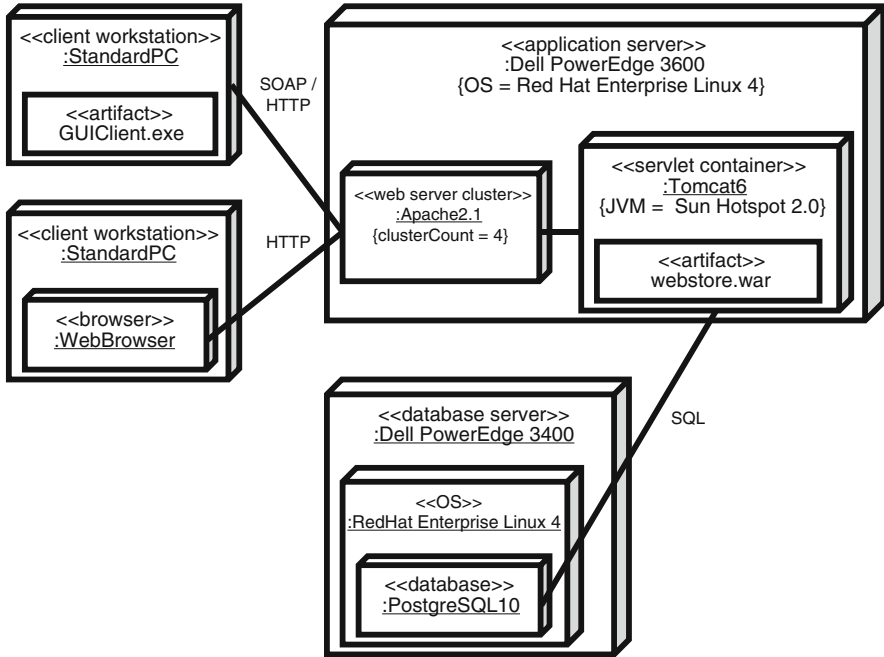 <<client workstation>>
:StandardPC
<<artifact>>
GUIClient.exe
SOAP /
HTTP
<<client workstation>>
:StandardPC
<<browser>>
:WebBrowser
HTTP
<<application server>>
:Dell PowerEdge 3600
{OS = Red Hat Enterprise Linux 4}
<<web server cluster>>
:Apache2.1
{clusterCount = 4}
<<servlet container>>
:Tomcat6
{JVM = Sun Hotspot 2.0}
<<artifact>>
webstore.war
SQL
<<database server>>
:Dell PowerEdge 3400
<<OS>>
:RedHat Enterprise Linux 4
<<database>>
:PostgreSQL10